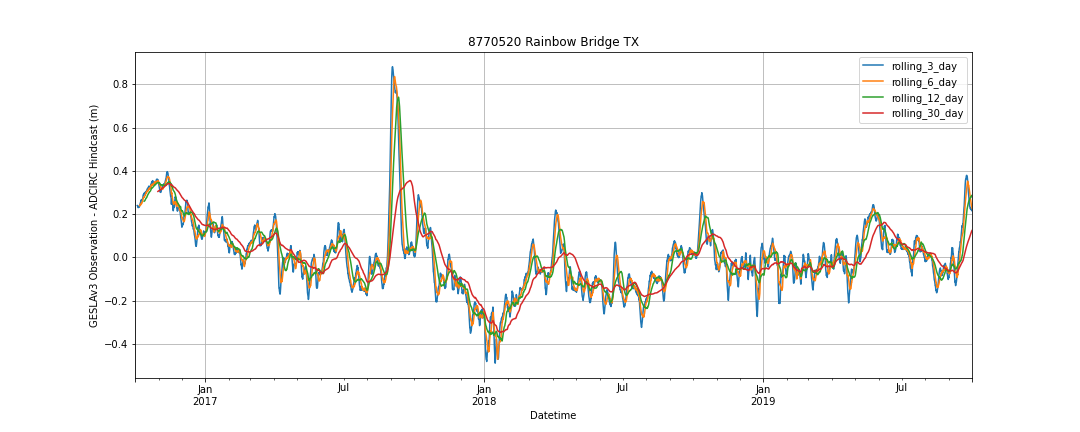 8770520 Rainbow Bridge TX
GESLAv3 Observation - ADCIRC Hindcast (m)
0.8
0.6
0.4
0.2
0.0
−0.2
−0.4
rolling_3_day
rolling_6_day
rolling_12_day
rolling_30_day
Jan
2017
Jul
Jan
2018
Jul
Jan
2019
Jul
Datetime